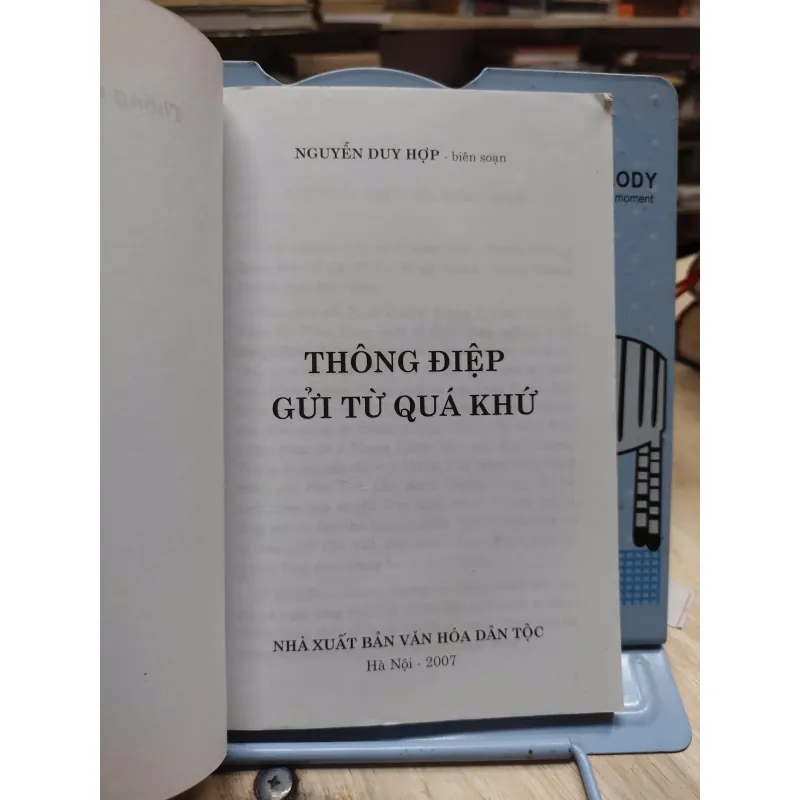 NGUYỄN DUY HỢP - biên soạn
THÔNG ĐIỆP
GỬI TỪ QUÁ KHỨ
NHÀ XUẤT BẢN VĂN HÓA DÂN TỘC
Hà Nội - 2007
ODY
moment